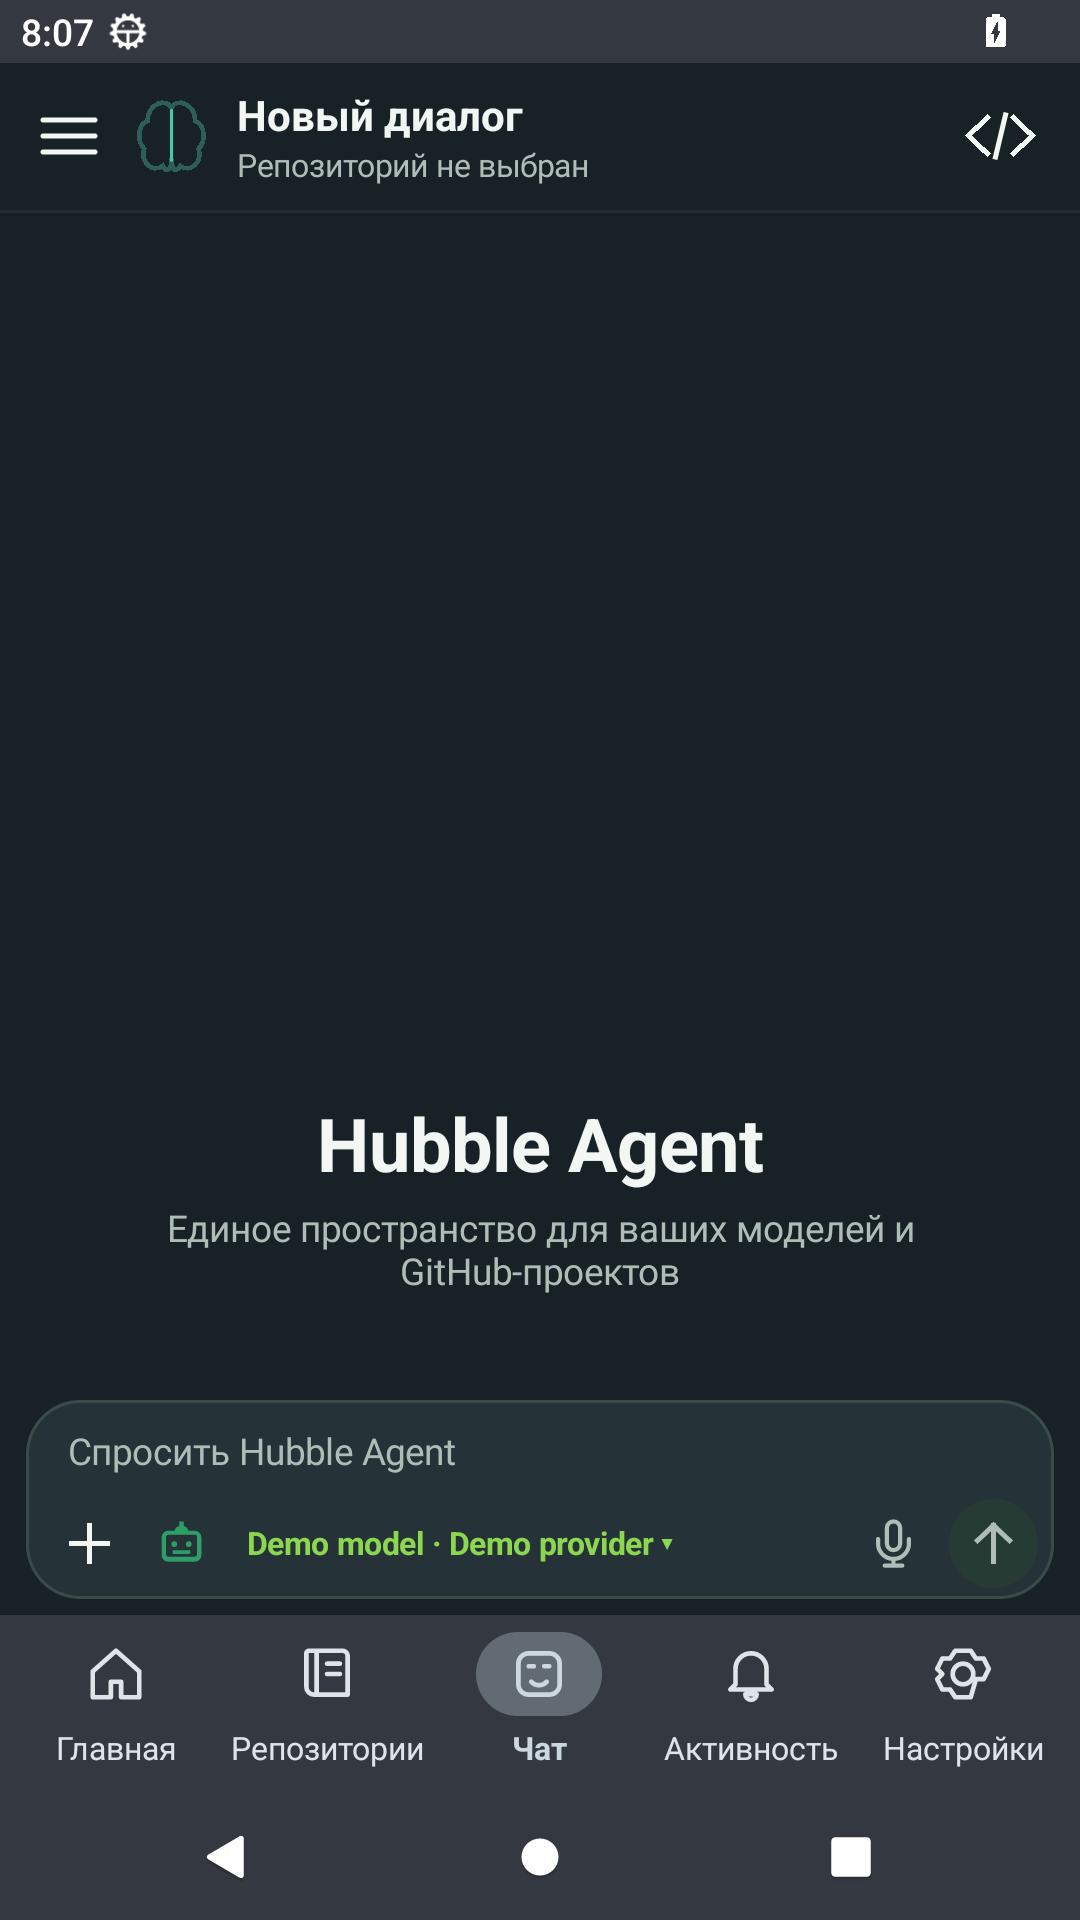 8:07
Новый диалог
Репозиторий не выбран
Hubble Agent
Единое пространство для ваших моделей и
GitHub-проектов
Спросить Hubble Agent
Demo model · Demo provider ▾
Главная
Репозитории
Чат
Активность
Настройки